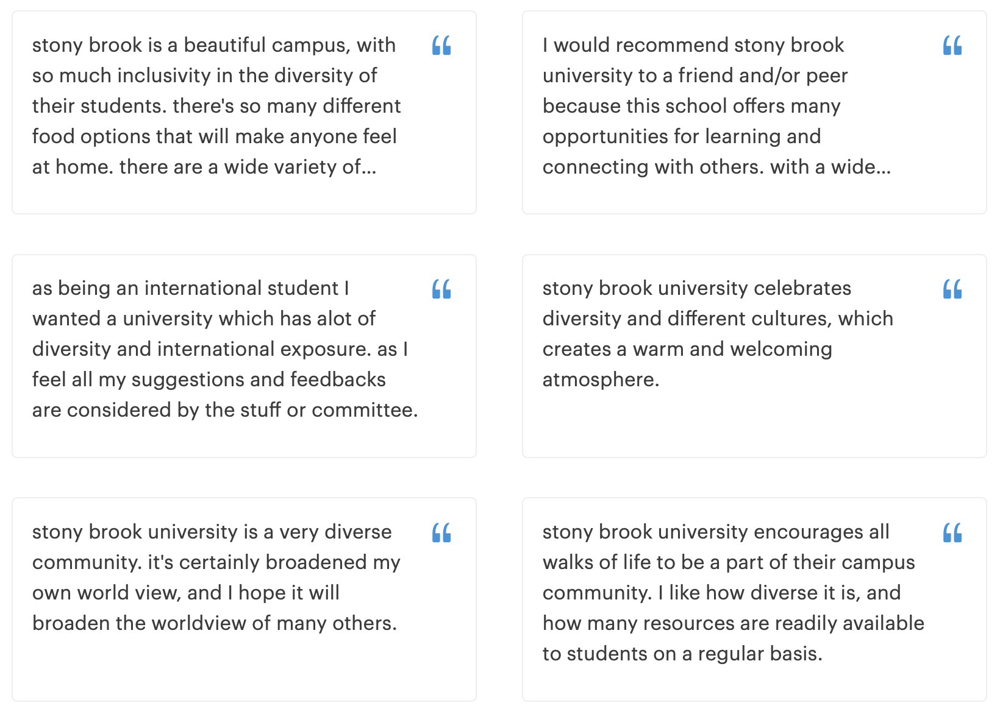 stony brook is a beautiful campus, with
so much inclusivity in the diversity of
their students. there's so many different
food options that will make anyone feel
at home. there are a wide variety of...
I would recommend stony brook
university to a friend and/or peer
because this school offers many
opportunities for learning and
connecting with others. with a wide...
as being an international student I
wanted a university which has alot of
diversity and international exposure. as I
feel all my suggestions and feedbacks
are considered by the stuff or committee.
stony brook university celebrates
diversity and different cultures, which
creates a warm and welcoming
atmosphere.
stony brook university is a very diverse
community. it's certainly broadened my
own world view, and I hope it will
broaden the worldview of many others.
stony brook university encourages all
walks of life to be a part of their campus
community. I like how diverse it is, and
how many resources are readily available
to students on a regular basis.